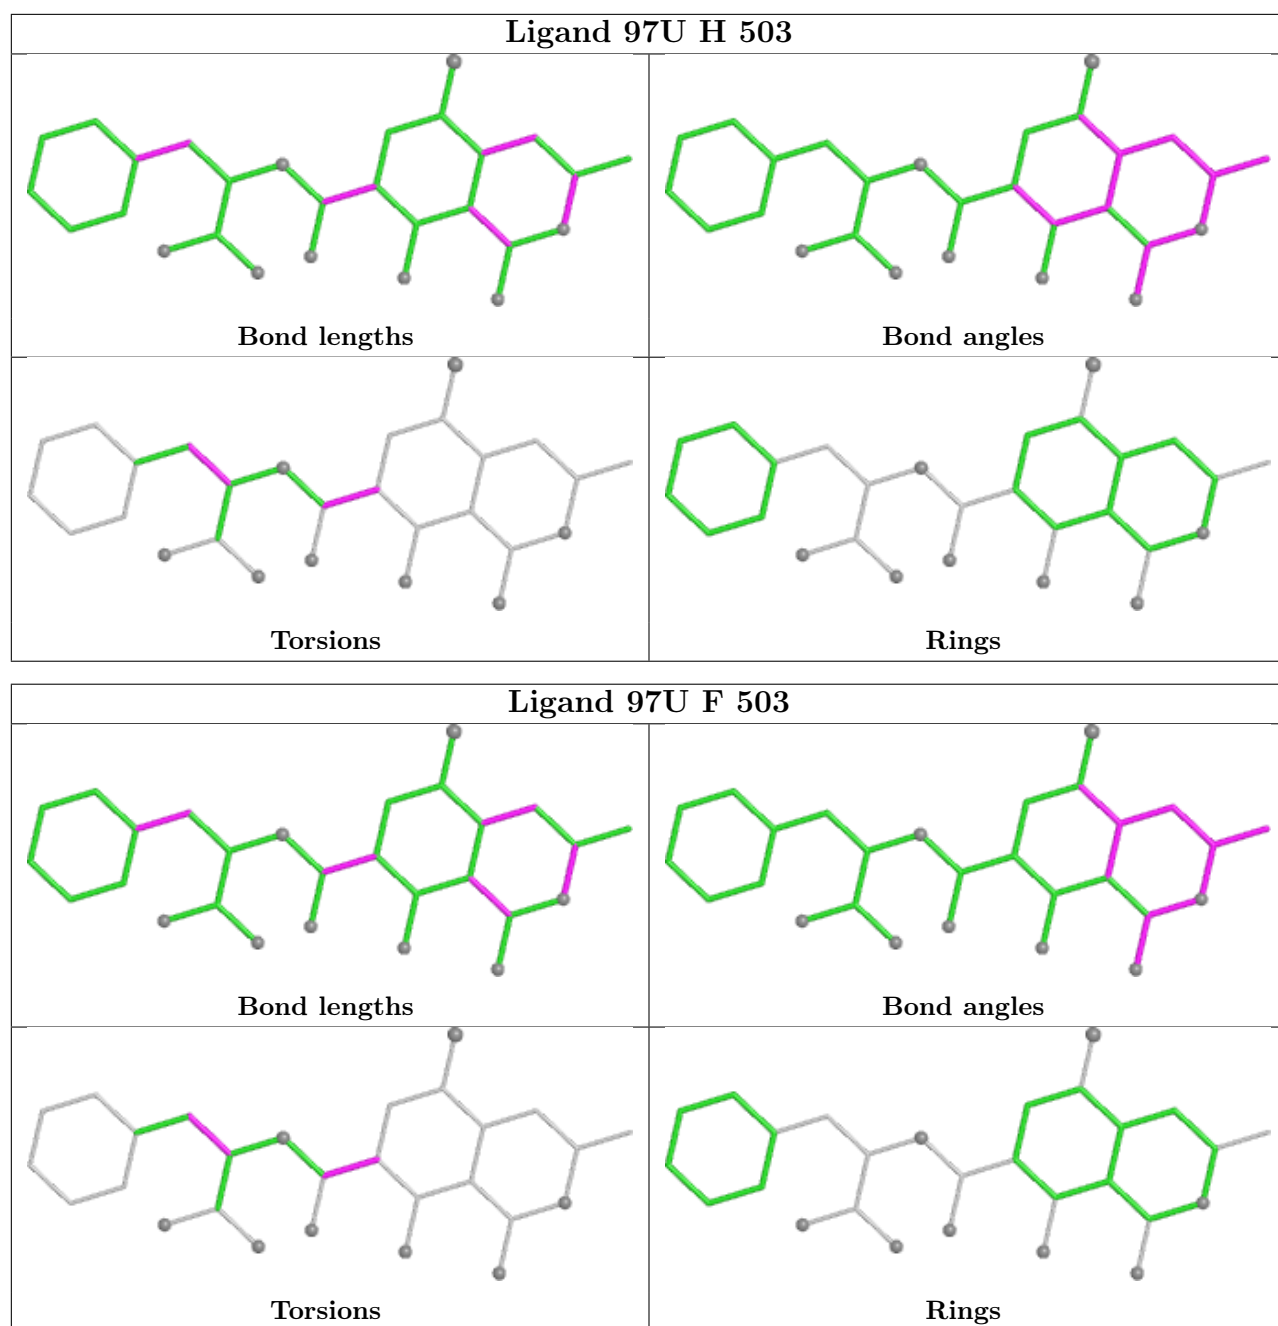 Ligand 97U H 503
Bond lengths
Bond angles
Torsions
Rings
Ligand 97U F 503
Bond lengths
Bond angles
Torsions
Rings